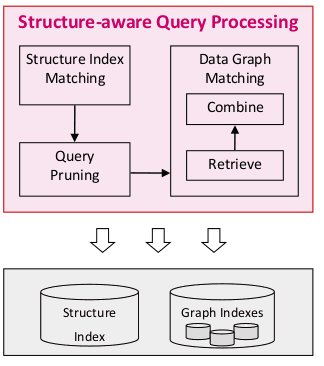 Structure-aware Query Processing
Structure Index
Matching
Data Graph
Matching
Combine
Query
Pruning
Retrieve
Structure
Index
Graph Indexes